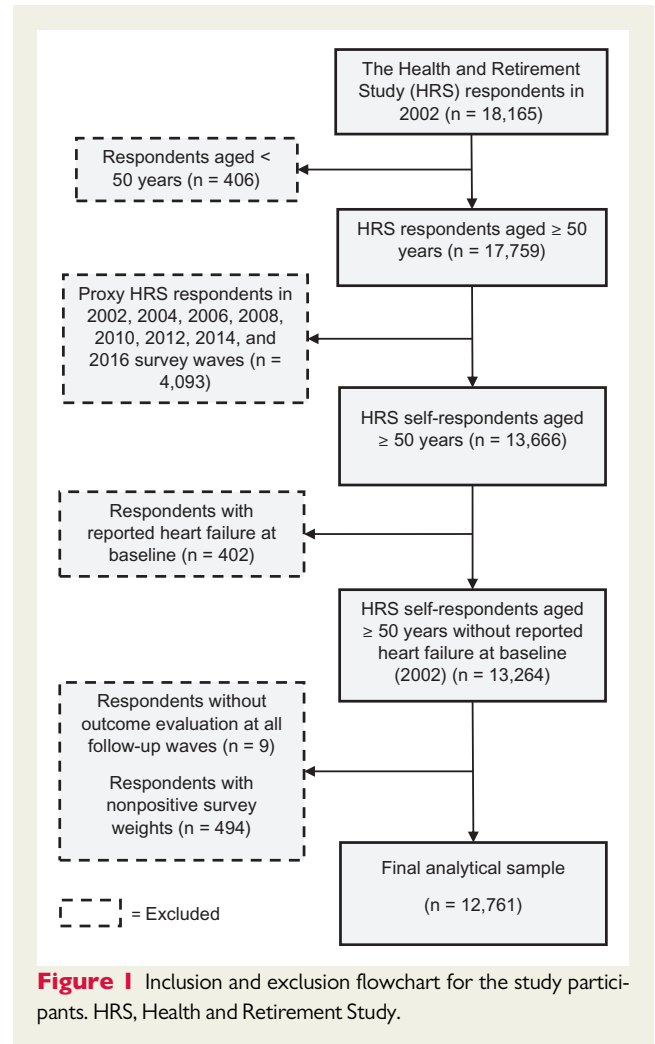 The Health and Retirement
Study (HRS) respondents in
2002 (n = 18,165)
Respondents aged <
50 years (n = 406)
HRS respondents aged ≥ 50
years (n = 17,759)
Proxy HRS respondents in
2002, 2004, 2006, 2008,
2010, 2012, 2014, and
2016 survey waves (n =
4,093)
HRS self-respondents aged
≥ 50 years (n = 13,666)
Respondents with
reported heart failure at
baseline (n = 402)
HRS self-respondents aged
≥ 50 years without reported
heart failure at baseline
(2002) (n = 13,264)
Respondents without
outcome evaluation at all
follow-up waves (n = 9)
Respondents with
nonpositive survey
weights (n = 494)
Final analytical sample
(n = 12,761)
= Excluded
Figure 1 Inclusion and exclusion flowchart for the study partici-
pants. HRS, Health and Retirement Study.